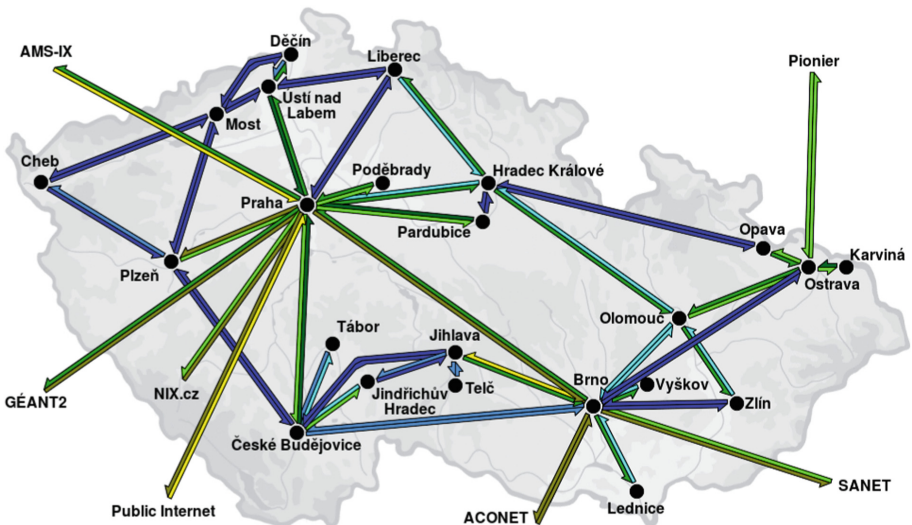 Děčín
AMS-IX
Liberec
Pionier
Ústí nad
Labem
Most
Cheb
Poděbrady
Hradec Králové
Praha
Pardubice
Opava
Karviná
Plzeň
Ostrava
Olomouc
Tábor
Jihlava
Brno
Vyškov
Telč
Jindřichův
Hradec
NIX.cz
GÉANT2
Zlín
České Budějovice
SANET
Lednice
Public Internet
ACONET